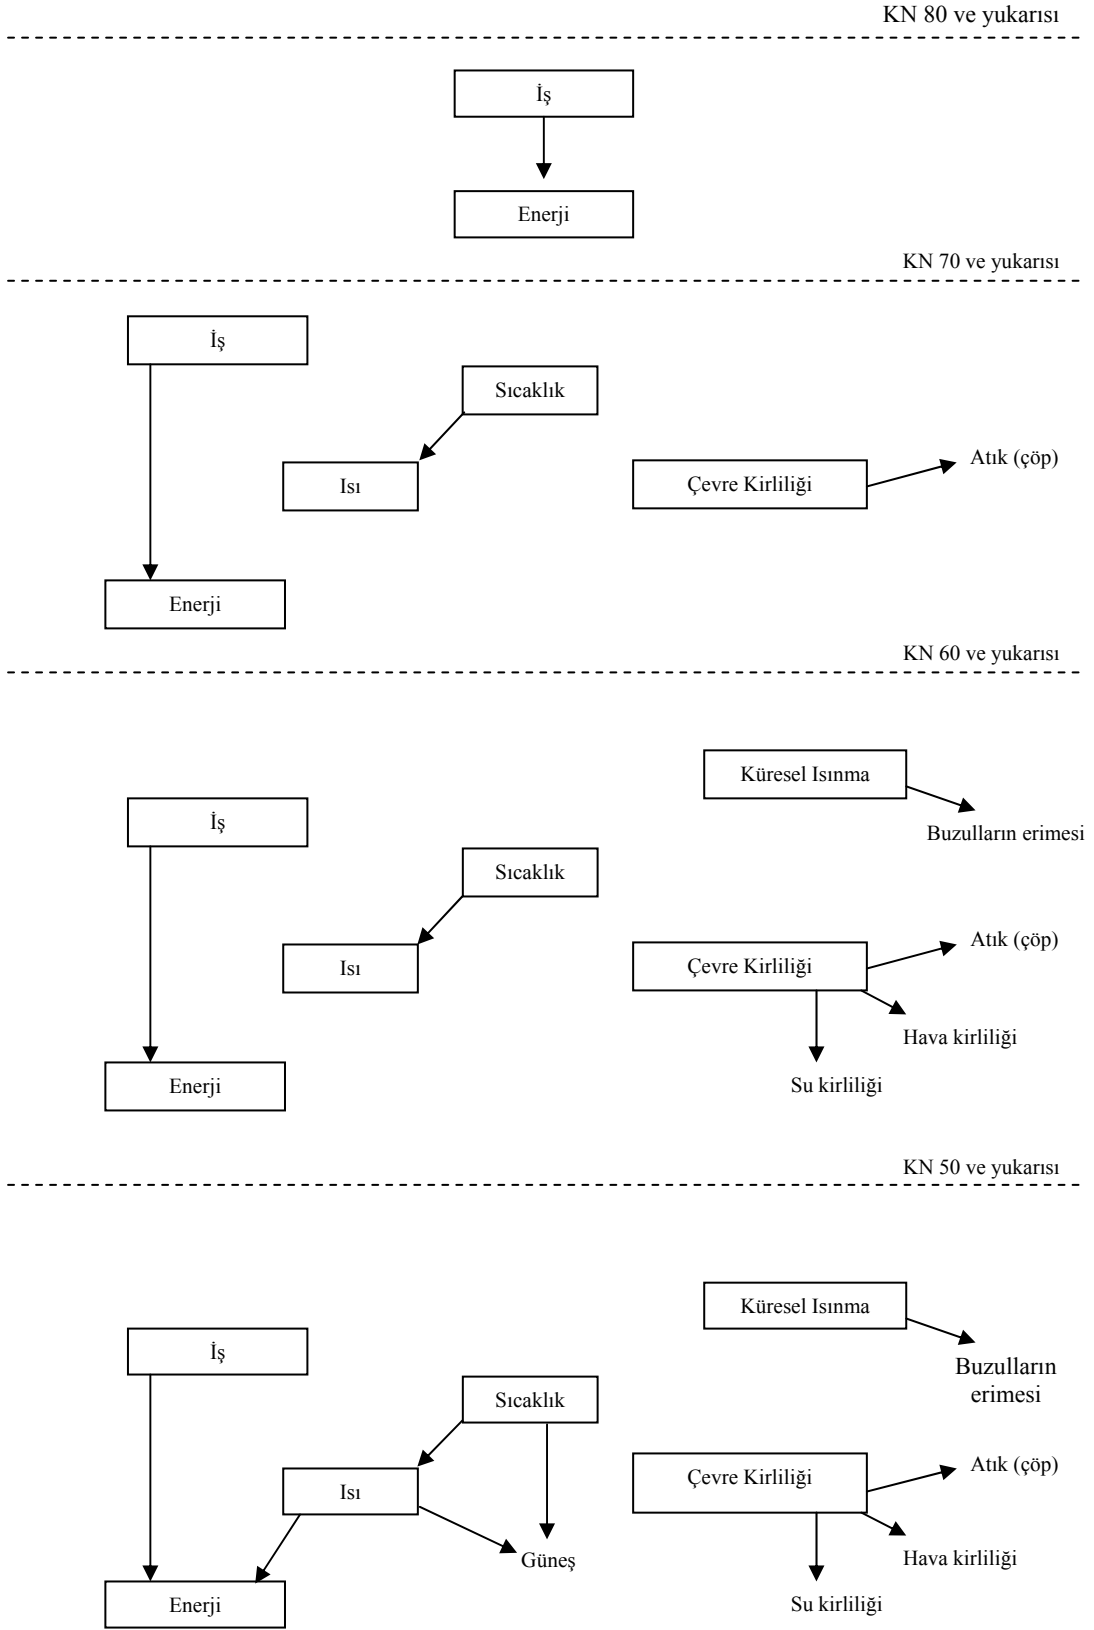 KN 80 ve yukarısı
İş
Enerji
KN 70 ve yukarısı
İş
Sıcaklık
Isı
Çevre Kirliliği
Atık (çöp)
Enerji
KN 60 ve yukarısı
Küresel Isınma
Buzulların erimesi
İş
Sıcaklık
Isı
Çevre Kirliliği
Atık (çöp)
Hava kirliliği
Su kirliliği
Enerji
KN 50 ve yukarısı
Küresel Isınma
Buzulların
erimesi
İş
Sıcaklık
Isı
Çevre Kirliliği
Atık (çöp)
Güneş
Hava kirliliği
Su kirliliği
Enerji